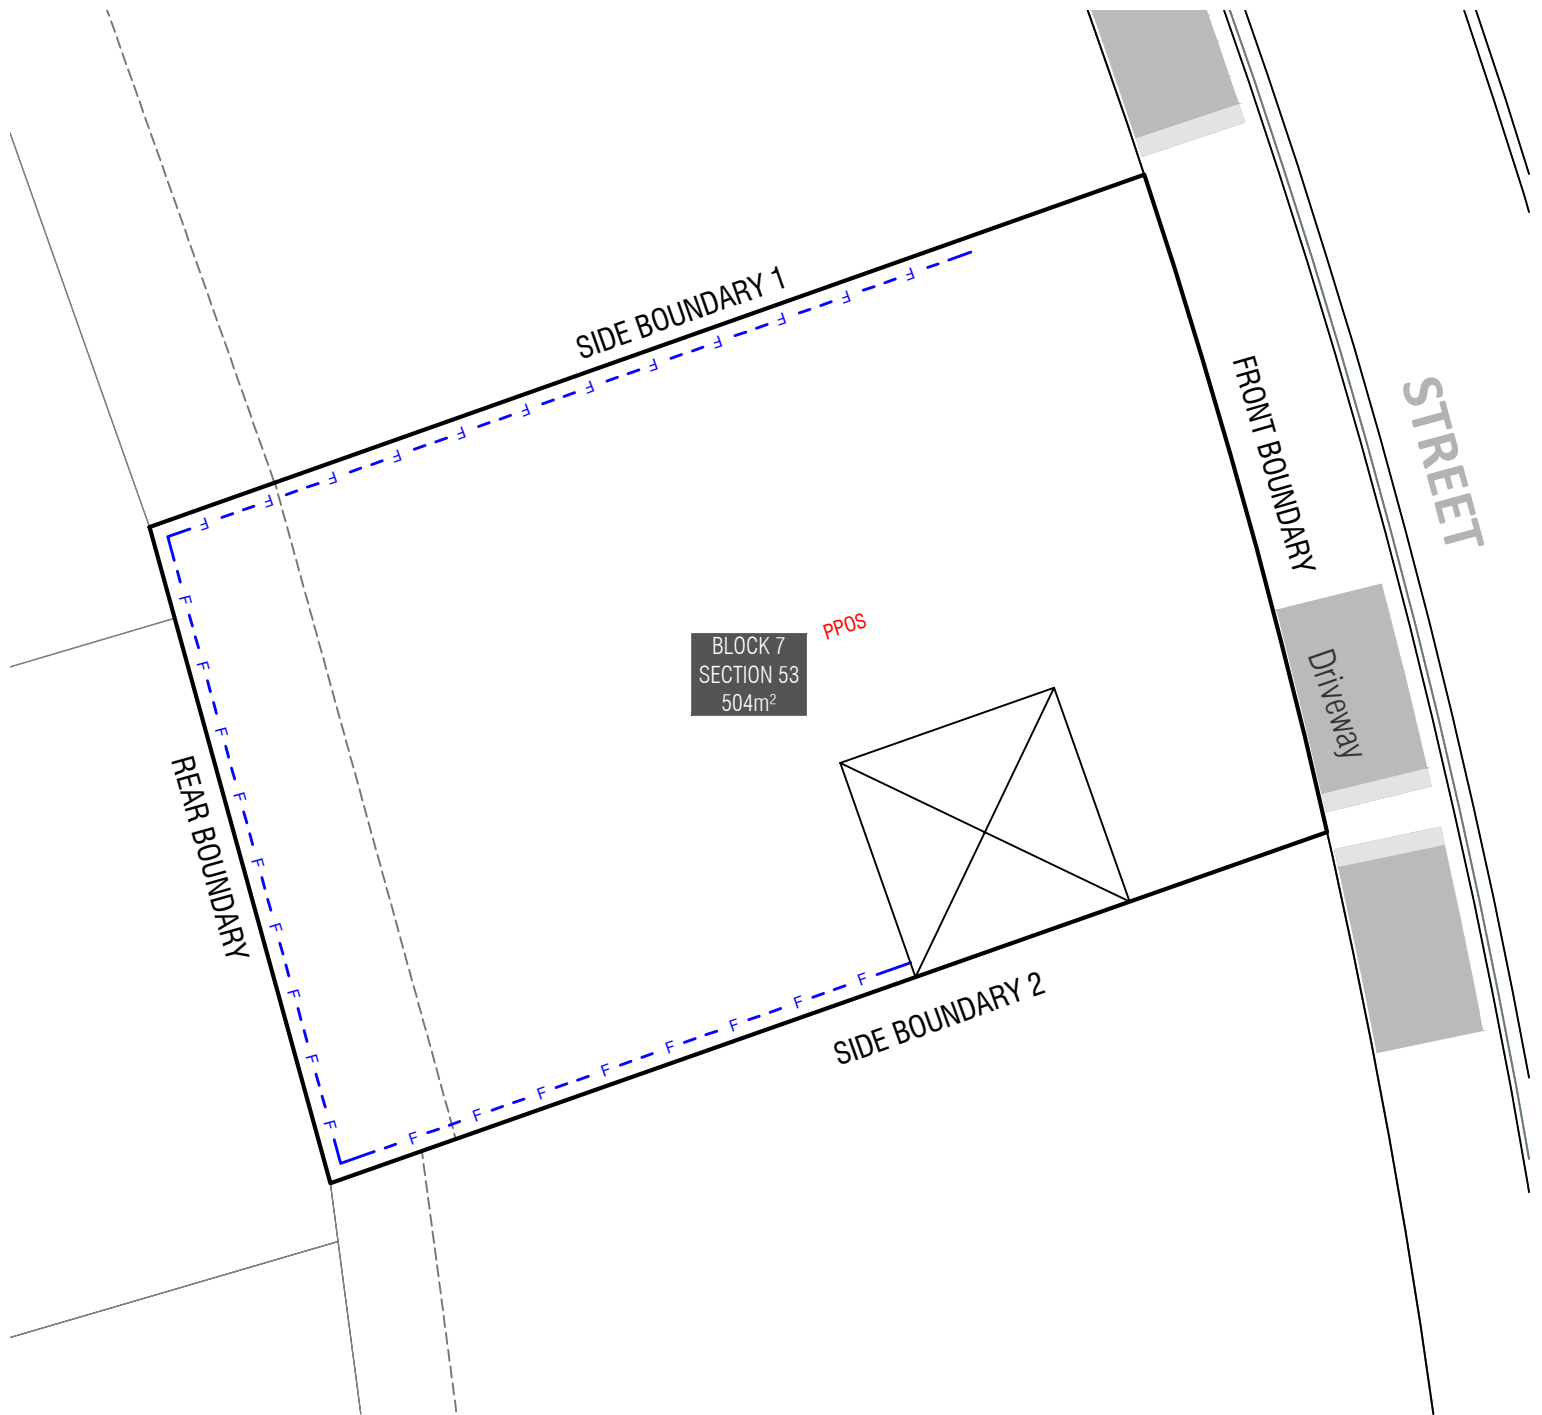 SIDE BOUNDARY 1
FRONT BOUNDARY
STREET
PPOS
BLOCK 7
SECTION 53
504m²
Driveway
REAR BOUNDARY
SIDE BOUNDARY 2
F F F F F F F F F F F F
F F F F F F F F F
F F F F F F F F